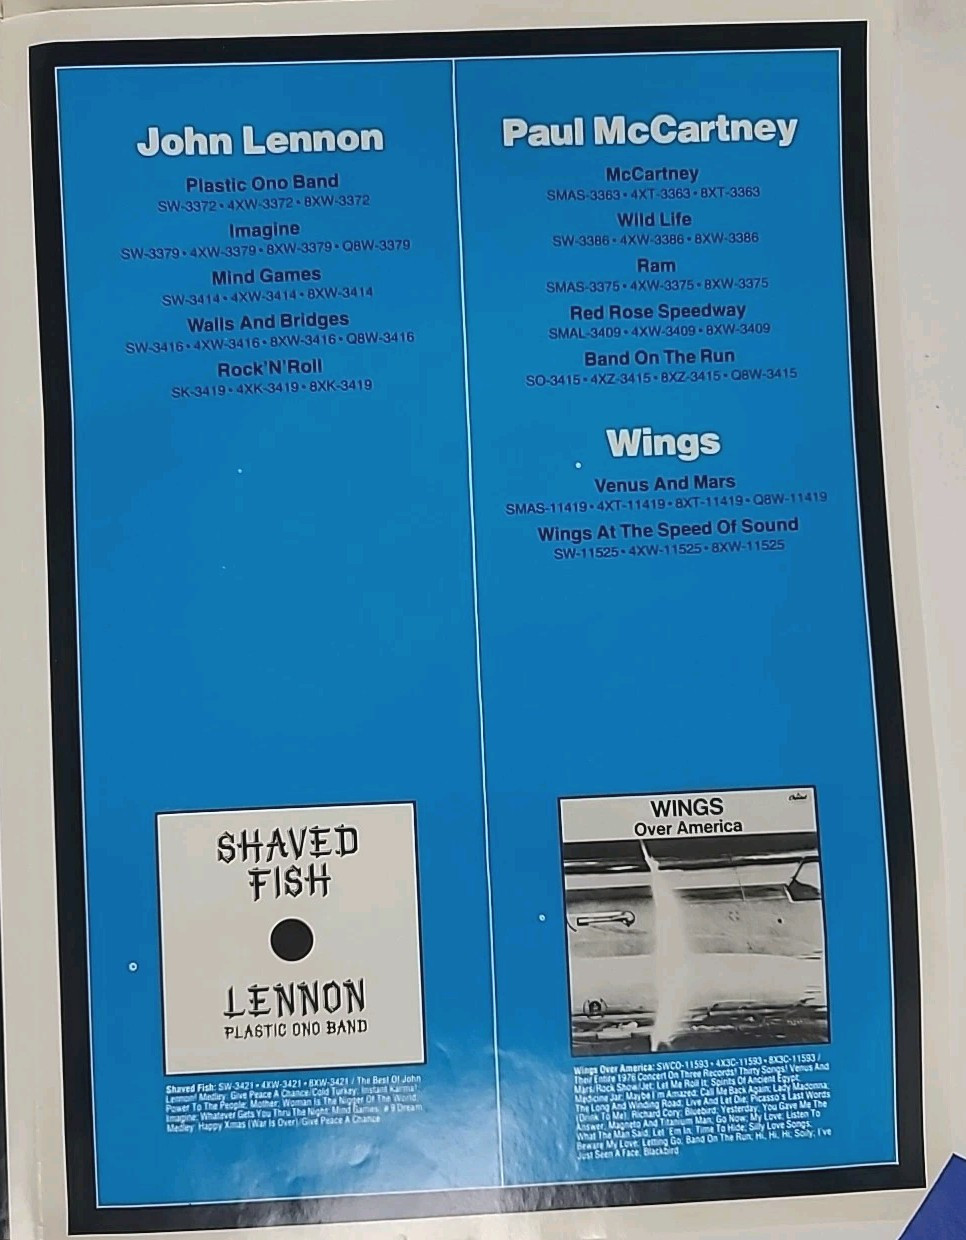 John Lennon
Plastic Ono Band
SW-3372 • 4XW-3372 • 8XW-3372
Imagine
SW-3379 • 4XW-3379 • 8XW-3379 • Q8W-3379
Mind Games
SW-3414 • 4XW-3414 • 8XW-3414
Walls And Bridges
SW-3416 • 4XW-3416 • 8XW-3416 • Q8W-3416
Rock'N'Roll
SK-3419 • 4XK-3419 • 8XK-3419
SHAVED
FISH
LENNON
PLASTIC ONO BAND
Shaved Fish: SW-3421 • 4XW-3421 • 8XW-3421 / The Best Of John
Lennon! Medley: Give Peace A Chance/Cold Turkey; Instant Karma!;
Power To The People; Mother; Woman Is The Nigger Of The World;
Imagine; Whatever Gets You Thru The Night; Mind Games; #9 Dream;
Medley: Happy Xmas (War Is Over)/Give Peace A Chance
Paul McCartney
McCartney
SMAS-3363 • 4XT-3363 • 8XT-3363
Wild Life
SW-3386 • 4XW-3386 • 8XW-3386
Ram
SMAS-3375 • 4XW-3375 • 8XW-3375
Red Rose Speedway
SMAL-3409 • 4XW-3409 • 8XW-3409
Band On The Run
SO-3415 • 4XZ-3415 • 8XZ-3415 • Q8W-3415
Wings
Venus And Mars
SMAS-11419 • 4XT-11419 • 8XT-11419 • Q8W-11419
Wings At The Speed Of Sound
SW-11525 • 4XW-11525 • 8XW-11525
Capitol
WINGS
Over America
Wings Over America: SWCO-11593 • 4X3C-11593 • 8X3C-11593 /
Their Entire 1976 Concert On Three Records! Thirty Songs! Venus And
Mars/Rock Show/Jet; Let Me Roll It; Spirits Of Ancient Egypt;
Medicine Jar; Maybe I'm Amazed; Call Me Back Again; Lady Madonna;
The Long And Winding Road; Live And Let Die; Picasso's Last Words
(Drink To Me); Richard Cory; Bluebird; Yesterday; You Gave Me The
Answer; Magneto And Titanium Man; Go Now; My Love; Listen To
What The Man Said; Let 'Em In; Time To Hide; Silly Love Songs;
Beware My Love; Letting Go; Band On The Run; Hi, Hi, Hi; Soily; I've
Just Seen A Face; Blackbird